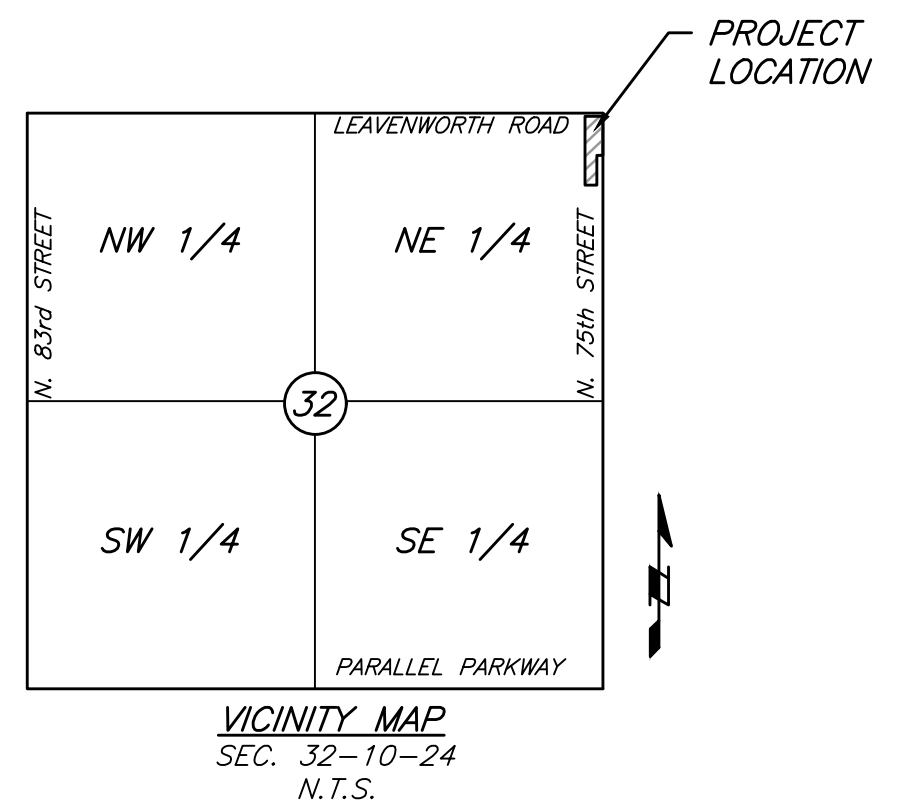 PROJECT
LOCATION
LEAVENWORTH ROAD
N. 83rd STREET
NW 1/4
NE 1/4
N. 75th STREET
32
SW 1/4
SE 1/4
PARALLEL PARKWAY
VICINITY MAP
SEC. 32-10-24
N.T.S.